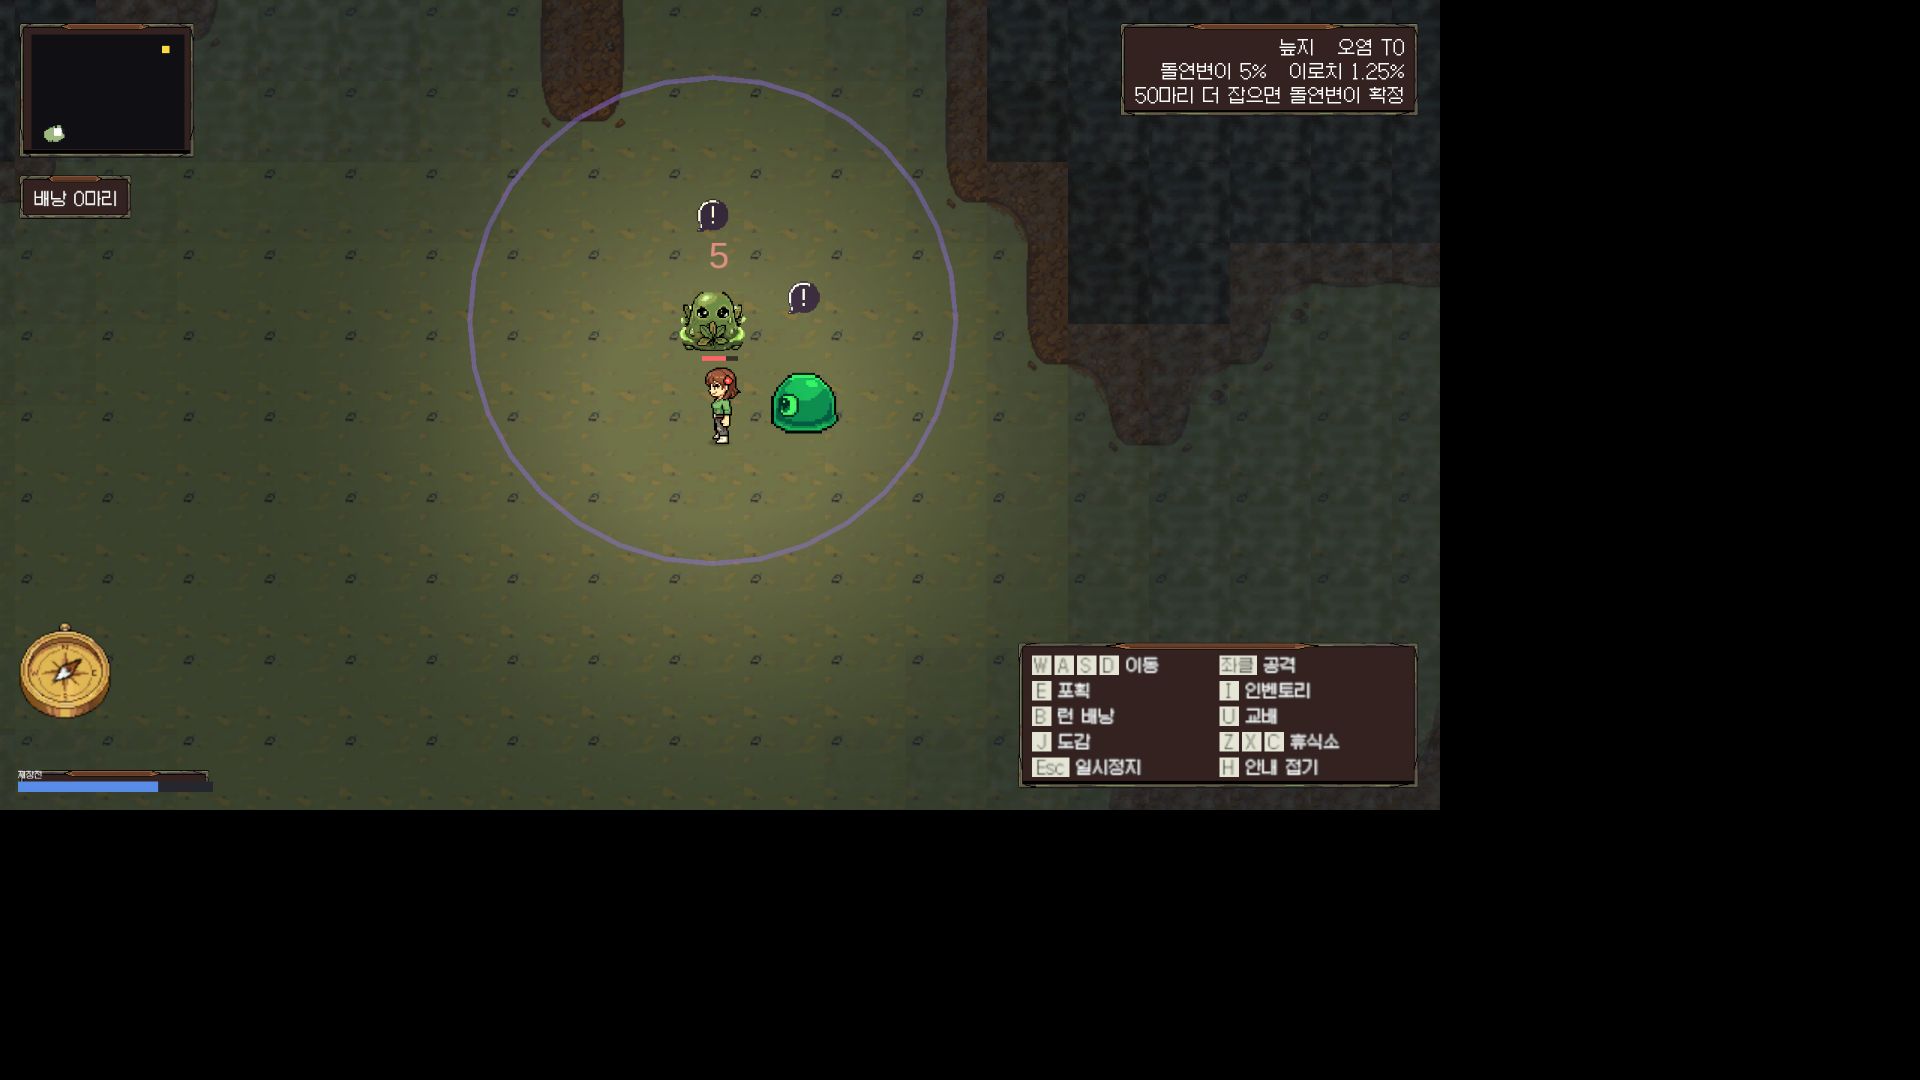 늪지 오염 T0
돌연변이 5% 이로치 1.25%
50마리 더 잡으면 돌연변이 확정
배낭 0마리
!
5
!
W A S D 이동 좌클 공격
E 포획 I 인벤토리
B 런 배낭 U 교배
J 도감 Z X C 휴식소
Esc 일시정지 H 안내 접기
재장전